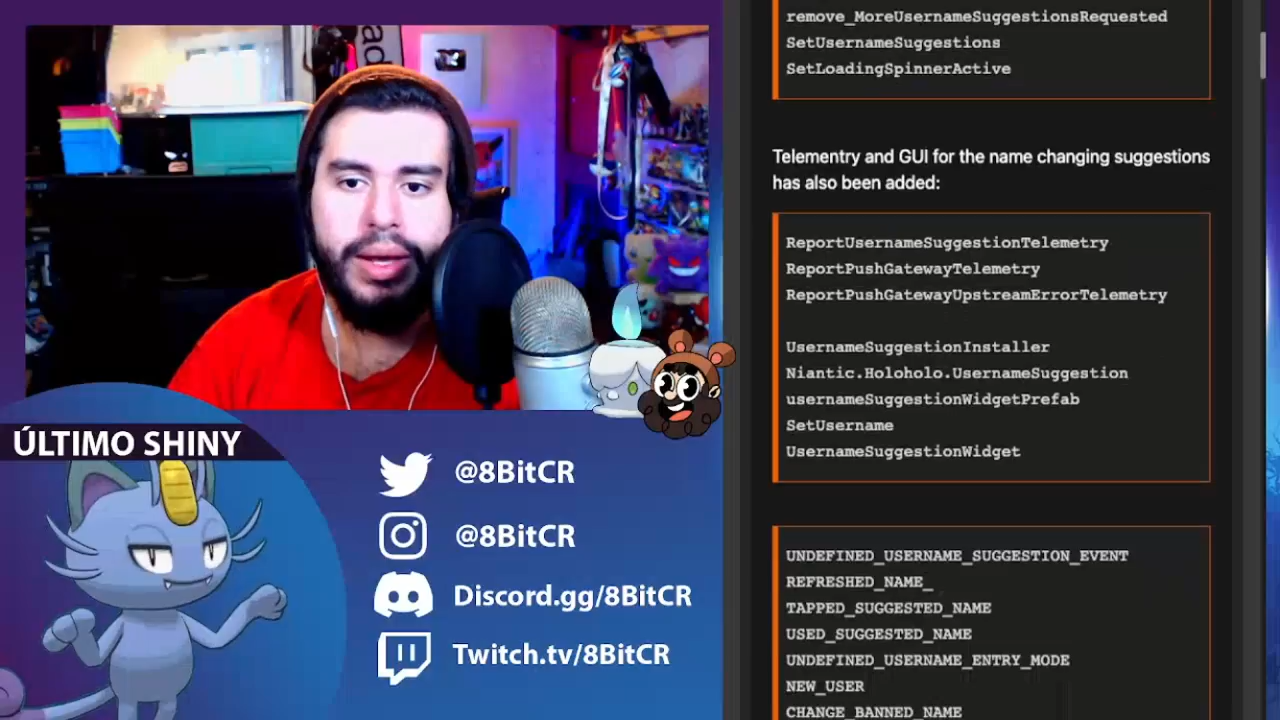 ad
ÚLTIMO SHINY
@8BitCR
@8BitCR
Discord.gg/8BitCR
Twitch.tv/8BitCR
remove_MoreUsernameSuggestionsRequested
SetUsernameSuggestions
SetLoadingSpinnerActive
Telementry and GUI for the name changing suggestions
has also been added:
ReportUsernameSuggestionTelemetry
ReportPushGatewayTelemetry
ReportPushGatewayUpstreamErrorTelemetry
UsernameSuggestionInstaller
Niantic.Holoholo.UsernameSuggestion
usernameSuggestionWidgetPrefab
SetUsername
UsernameSuggestionWidget
UNDEFINED_USERNAME_SUGGESTION_EVENT
REFRESHED_NAME_
TAPPED_SUGGESTED_NAME
USED_SUGGESTED_NAME
UNDEFINED_USERNAME_ENTRY_MODE
NEW_USER
CHANGE_BANNED_NAME